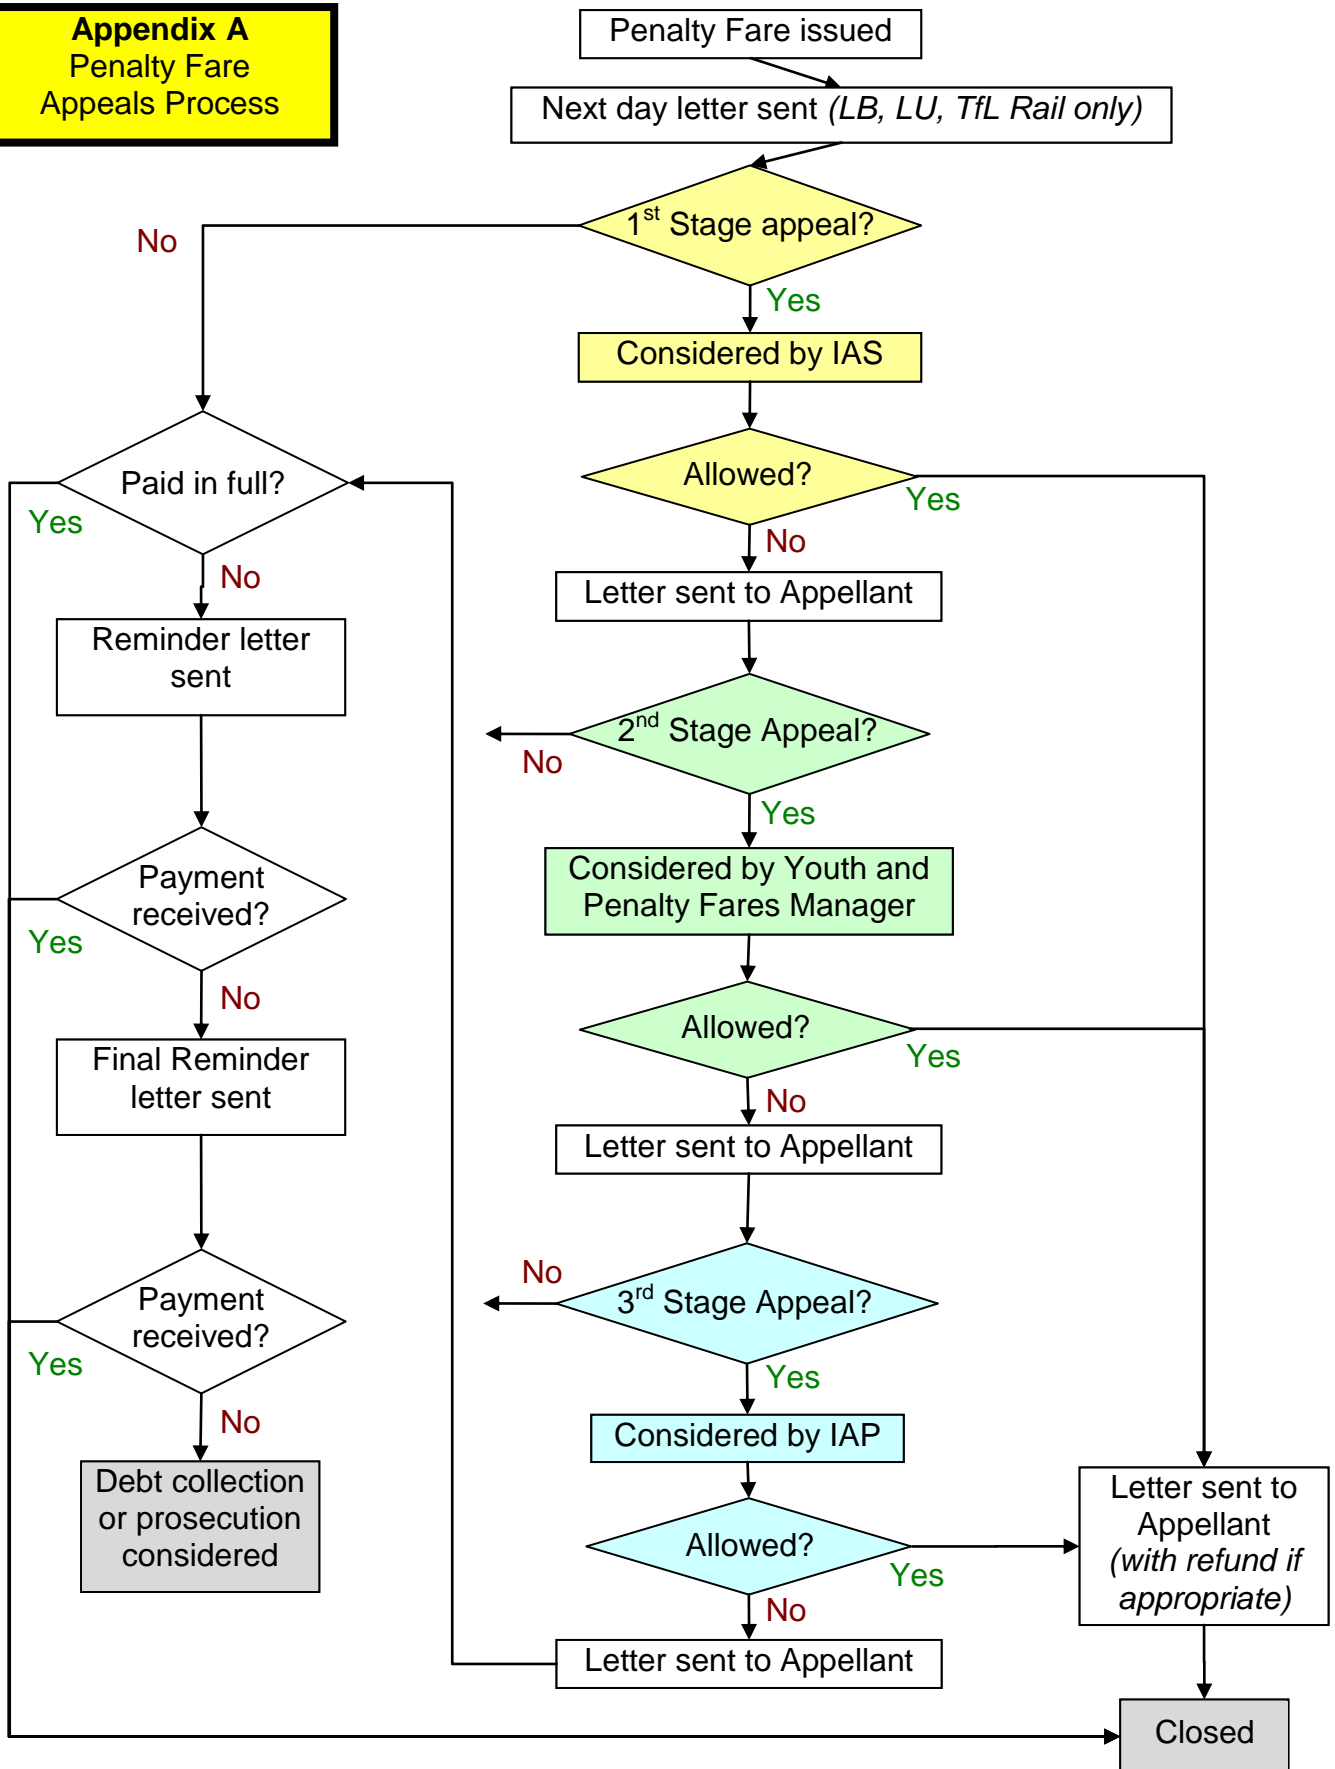 Appendix A
Penalty Fare
Appeals Process
Penalty Fare issued
Next day letter sent (LB, LU, TfL Rail only)
1st Stage appeal?
No
Yes
Considered by IAS
Allowed?
Yes
No
Letter sent to Appellant
2nd Stage Appeal?
No
Yes
Considered by Youth and
Penalty Fares Manager
Allowed?
Yes
No
Letter sent to Appellant
3rd Stage Appeal?
No
Yes
Considered by IAP
Allowed?
Yes
No
Letter sent to Appellant
Letter sent to
Appellant
(with refund if
appropriate)
Closed
Paid in full?
Yes
No
Reminder letter
sent
Payment
received?
Yes
No
Final Reminder
letter sent
Payment
received?
Yes
No
Debt collection
or prosecution
considered